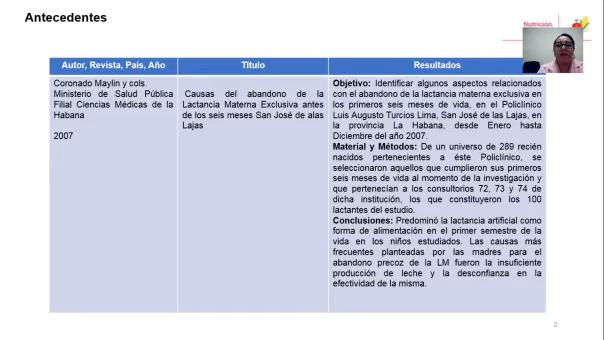 Antecedentes
Nutrición
Autor, Revista, País, Año
Título
Resultados
Coronado Maylin y cols.
Ministerio de Salud Pública
Filial Ciencias Médicas de la
Habana
2007
Causas del abandono de la
Lactancia Materna Exclusiva antes
de los seis meses San José de alas
Lajas
Objetivo: Identificar algunos aspectos relacionados
con el abandono de la lactancia materna exclusiva en
los primeros seis meses de vida, en el Policlínico
Luis Augusto Turcios Lima, San José de las Lajas, en
la provincia La Habana, desde Enero hasta
Diciembre del año 2007.
Material y Métodos: De un universo de 289 recién
nacidos pertenecientes a éste Policlínico, se
seleccionaron aquellos que cumplieron sus primeros
seis meses de vida al momento de la investigación y
que pertenecían a los consultorios 72, 73 y 74 de
dicha institución, los que constituyeron los 100
lactantes del estudio.
Conclusiones: Predominó la lactancia artificial como
forma de alimentación en el primer semestre de la
vida en los niños estudiados. Las causas más
frecuentes planteadas por las madres para el
abandono precoz de la LM fueron la insuficiente
producción de leche y la desconfianza en la
efectividad de la misma.
2